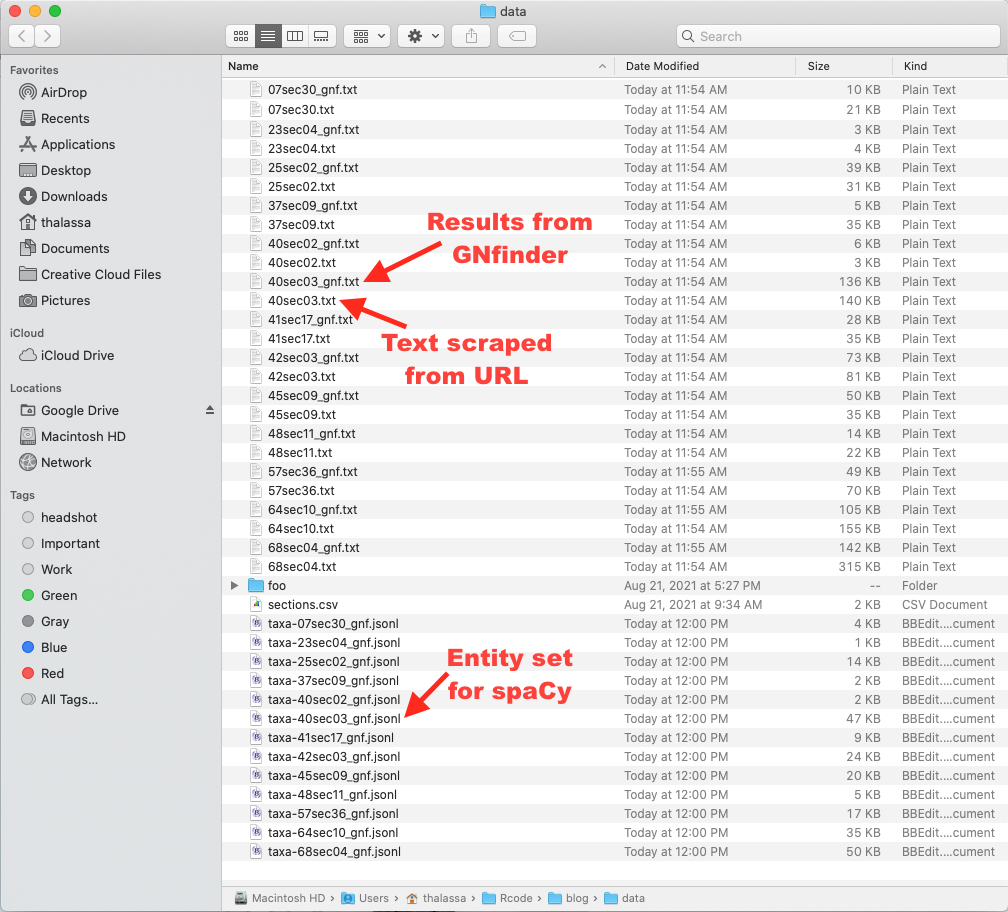 data
Search
Favorites
AirDrop
Recents
Applications
Desktop
Downloads
thalassa
Documents
Creative Cloud Files
Pictures
iCloud
iCloud Drive
Locations
Google Drive
Macintosh HD
Network
Tags
headshot
Important
Work
Green
Gray
Blue
Red
All Tags...
Name Date Modified Size Kind
07sec30_gnf.txt Today at 11:54 AM 10 KB Plain Text
07sec30.txt Today at 11:54 AM 21 KB Plain Text
23sec04_gnf.txt Today at 11:54 AM 3 KB Plain Text
23sec04.txt Today at 11:54 AM 4 KB Plain Text
25sec02_gnf.txt Today at 11:54 AM 39 KB Plain Text
25sec02.txt Today at 11:54 AM 31 KB Plain Text
37sec09_gnf.txt Today at 11:54 AM 5 KB Plain Text
37sec09.txt Today at 11:54 AM 35 KB Plain Text
40sec02_gnf.txt Today at 11:54 AM 6 KB Plain Text
40sec02.txt Today at 11:54 AM 3 KB Plain Text
40sec03_gnf.txt Today at 11:54 AM 136 KB Plain Text
40sec03.txt Today at 11:54 AM 140 KB Plain Text
41sec17_gnf.txt Today at 11:54 AM 28 KB Plain Text
41sec17.txt Today at 11:54 AM 35 KB Plain Text
42sec03_gnf.txt Today at 11:54 AM 73 KB Plain Text
42sec03.txt Today at 11:54 AM 81 KB Plain Text
45sec09_gnf.txt Today at 11:54 AM 50 KB Plain Text
45sec09.txt Today at 11:54 AM 35 KB Plain Text
48sec11_gnf.txt Today at 11:54 AM 14 KB Plain Text
48sec11.txt Today at 11:54 AM 22 KB Plain Text
57sec36_gnf.txt Today at 11:55 AM 49 KB Plain Text
57sec36.txt Today at 11:54 AM 70 KB Plain Text
64sec10_gnf.txt Today at 11:55 AM 105 KB Plain Text
64sec10.txt Today at 11:54 AM 155 KB Plain Text
68sec04_gnf.txt Today at 11:55 AM 142 KB Plain Text
68sec04.txt Today at 11:54 AM 315 KB Plain Text
foo Aug 21, 2021 at 5:27 PM -- Folder
sections.csv Aug 21, 2021 at 9:34 AM 2 KB CSV Document
taxa-07sec30_gnf.jsonl Today at 12:00 PM 4 KB BBEdit....cument
taxa-23sec04_gnf.jsonl Today at 12:00 PM 1 KB BBEdit....cument
taxa-25sec02_gnf.jsonl Today at 12:00 PM 14 KB BBEdit....cument
taxa-37sec09_gnf.jsonl Today at 12:00 PM 2 KB BBEdit....cument
taxa-40sec02_gnf.jsonl Today at 12:00 PM 2 KB BBEdit....cument
taxa-40sec03_gnf.jsonl Today at 12:00 PM 47 KB BBEdit....cument
taxa-41sec17_gnf.jsonl Today at 12:00 PM 9 KB BBEdit....cument
taxa-42sec03_gnf.jsonl Today at 12:00 PM 24 KB BBEdit....cument
taxa-45sec09_gnf.jsonl Today at 12:00 PM 20 KB BBEdit....cument
taxa-48sec11_gnf.jsonl Today at 12:00 PM 5 KB BBEdit....cument
taxa-57sec36_gnf.jsonl Today at 12:00 PM 17 KB BBEdit....cument
taxa-64sec10_gnf.jsonl Today at 12:00 PM 35 KB BBEdit....cument
taxa-68sec04_gnf.jsonl Today at 12:00 PM 50 KB BBEdit....cument
Results from
GNfinder
Text scraped
from URL
Entity set
for spaCy
Macintosh HD › Users › thalassa › Rcode › blog › data